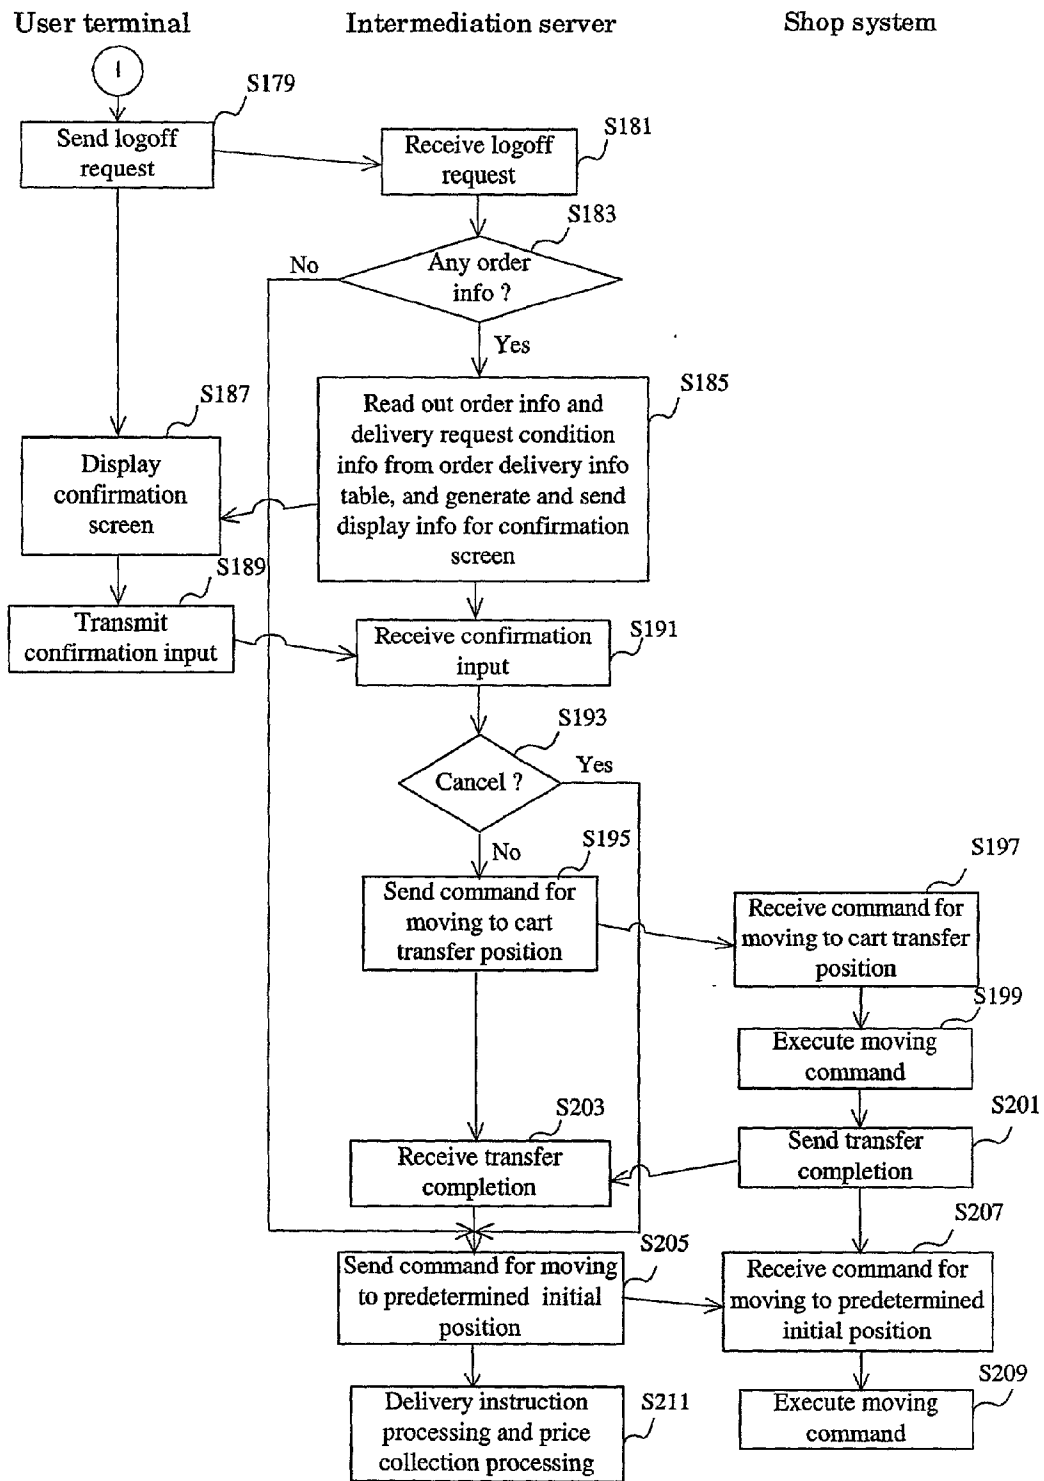 User terminal
Intermediation server
Shop system
1
S179
Send logoff
request
S181
Receive logoff
request
S183
Any order
info ?
No
Yes
S185
Read out order info and
delivery request condition
info from order delivery info
table, and generate and send
display info for confirmation
screen
S187
Display
confirmation
screen
S189
Transmit
confirmation input
S191
Receive confirmation
input
S193
Cancel ?
Yes
No
S195
Send command for
moving to cart
transfer position
S197
Receive command for
moving to cart transfer
position
S199
Execute moving
command
S201
Send transfer
completion
S203
Receive transfer
completion
S205
Send command for moving
to predetermined initial
position
S207
Receive command for
moving to predetermined
initial position
S209
Execute moving
command
S211
Delivery instruction
processing and price
collection processing